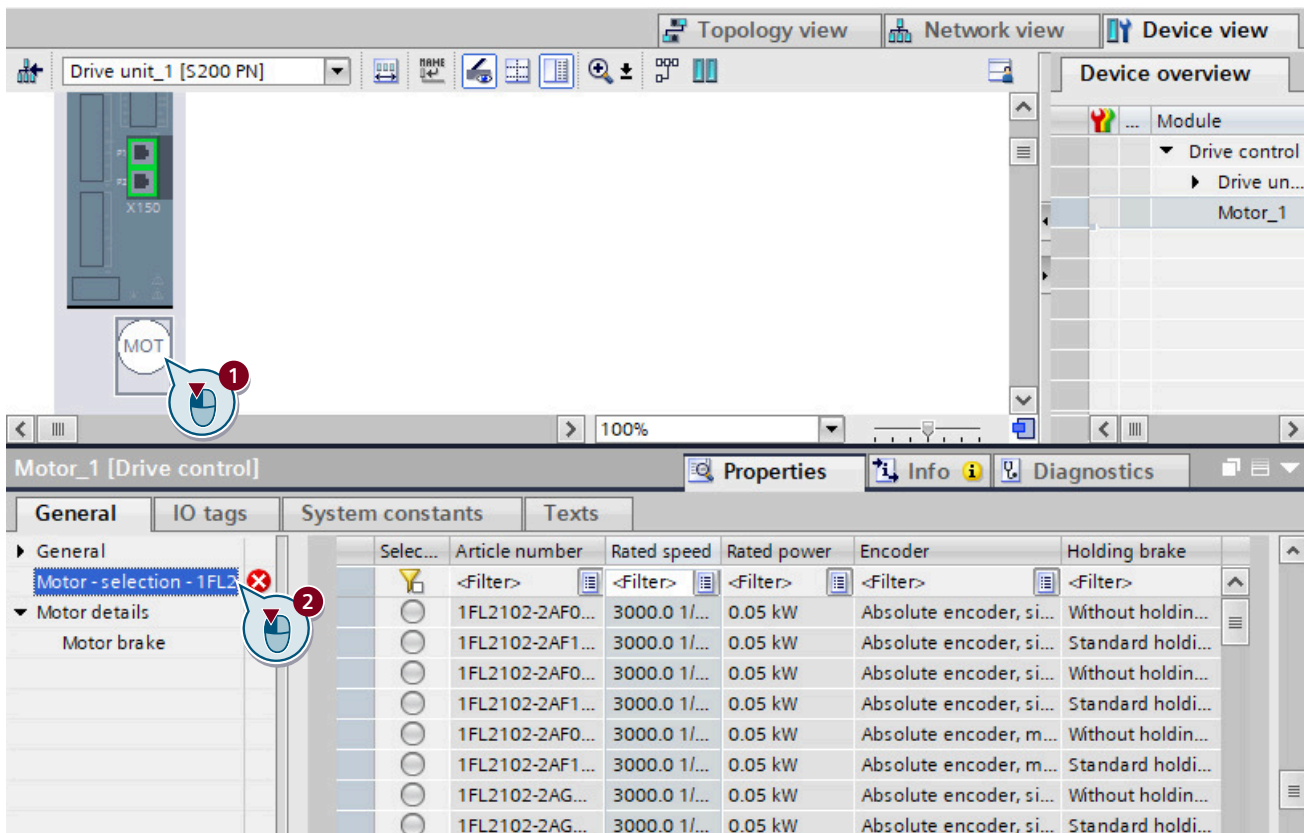 Topology view Network view Device view
Drive unit_1 [S200 PN] Device overview
... Module
Drive control
Drive un...
Motor_1
P1
P2
X150
MOT
1
100%
Motor_1 [Drive control] Properties Info Diagnostics
General IO tags System constants Texts
General Selec... Article number Rated speed Rated power Encoder Holding brake
Motor - selection - 1FL2 <Filter> <Filter> <Filter> <Filter> <Filter>
2
Motor details 1FL2102-2AF0... 3000.0 1/... 0.05 kW Absolute encoder, si... Without holdin...
Motor brake 1FL2102-2AF1... 3000.0 1/... 0.05 kW Absolute encoder, si... Standard holdi...
1FL2102-2AF0... 3000.0 1/... 0.05 kW Absolute encoder, si... Without holdin...
1FL2102-2AF1... 3000.0 1/... 0.05 kW Absolute encoder, si... Standard holdi...
1FL2102-2AF0... 3000.0 1/... 0.05 kW Absolute encoder, m... Without holdin...
1FL2102-2AF1... 3000.0 1/... 0.05 kW Absolute encoder, m... Standard holdi...
1FL2102-2AG... 3000.0 1/... 0.05 kW Absolute encoder, si... Without holdin...
1FL2102-2AG... 3000.0 1/... 0.05 kW Absolute encoder, si... Standard holdi...